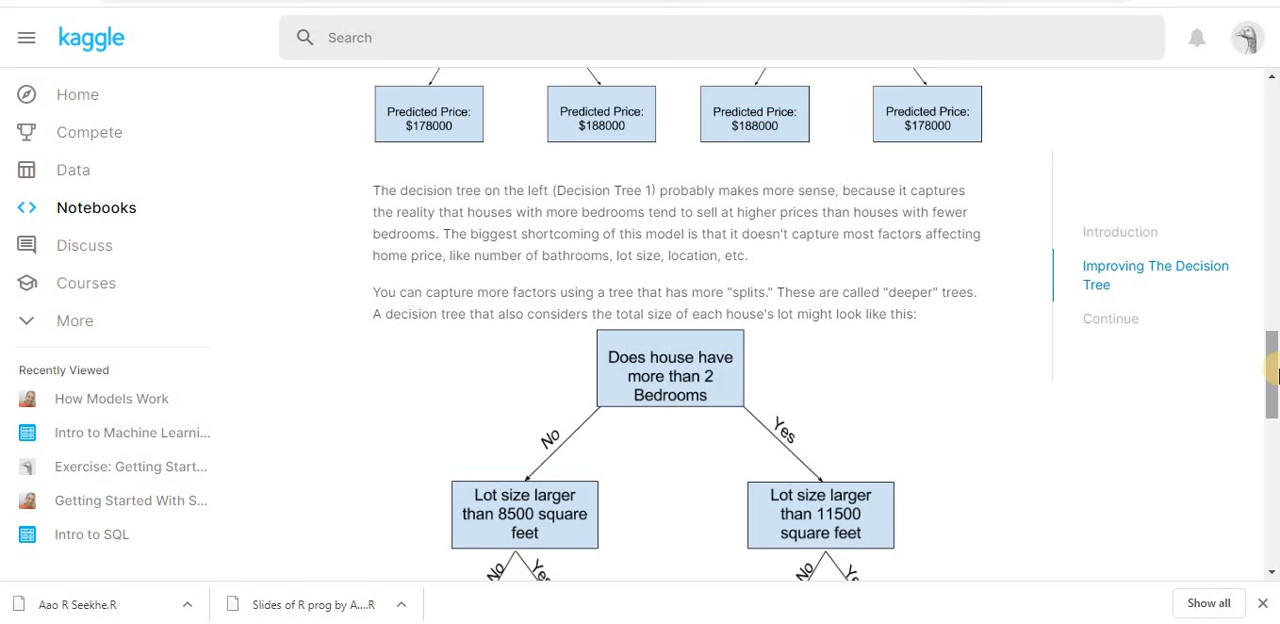 kaggle
Search
Home
Compete
Data
Notebooks
Discuss
Courses
More
Recently Viewed
How Models Work
Intro to Machine Learni...
Exercise: Getting Start...
Getting Started With S...
Intro to SQL
Predicted Price:
$178000
Predicted Price:
$188000
Predicted Price:
$188000
Predicted Price:
$178000
The decision tree on the left (Decision Tree 1) probably makes more sense, because it captures
the reality that houses with more bedrooms tend to sell at higher prices than houses with fewer
bedrooms. The biggest shortcoming of this model is that it doesn't capture most factors affecting
home price, like number of bathrooms, lot size, location, etc.
You can capture more factors using a tree that has more "splits." These are called "deeper" trees.
A decision tree that also considers the total size of each house's lot might look like this:
Does house have
more than 2
Bedrooms
No
Yes
Lot size larger
than 8500 square
feet
Lot size larger
than 11500
square feet
No
Yes
No
Yes
Introduction
Improving The Decision
Tree
Continue
Aao R Seekhe.R
Slides of R prog by A....R
Show all